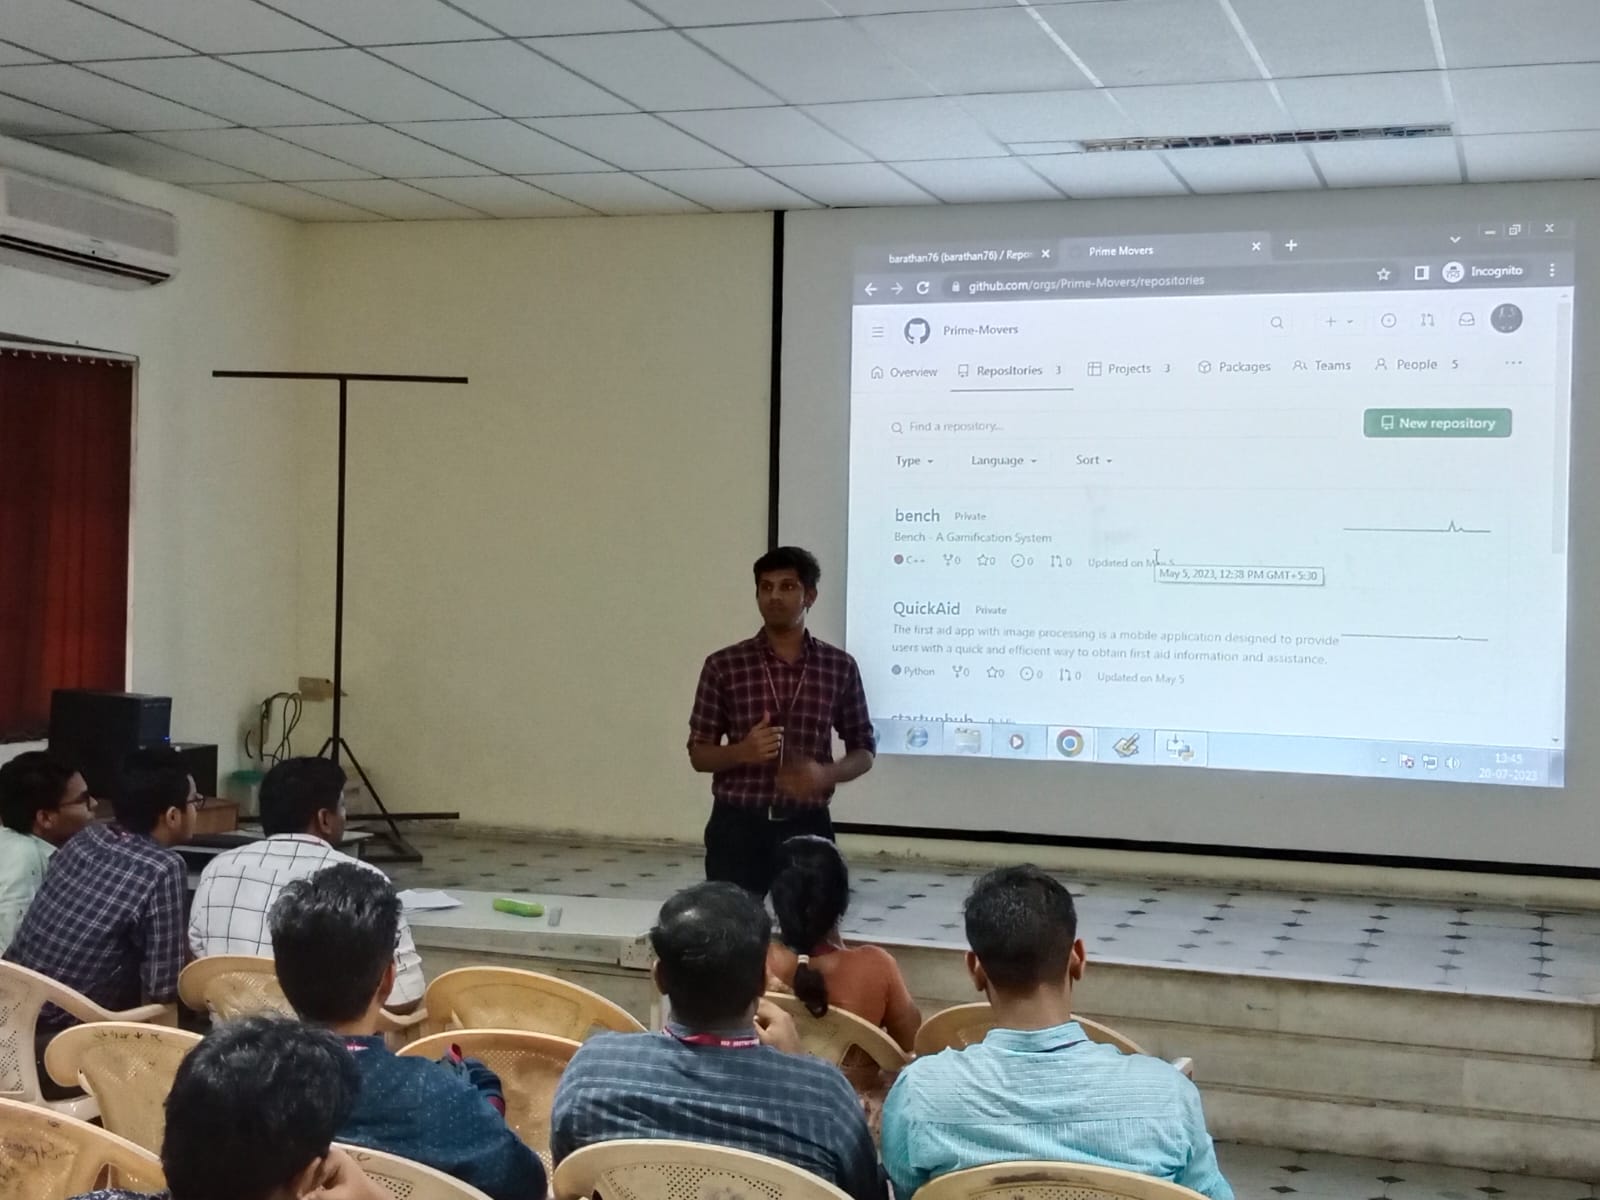 barathan76 (barathan76) / Repo
Prime Movers
github.com/orgs/Prime-Movers/repositories
Incognito
Prime-Movers
Overview
Repositories 3
Projects 3
Packages
Teams
People 5
Find a repository...
New repository
Type
Language
Sort
bench Private
Bench - A Gamification System
C++ 0 0 0 0 Updated on May 5
May 5, 2023, 12:38 PM GMT+5:30
QuickAid Private
The first aid app with image processing is a mobile application designed to provide
users with a quick and efficient way to obtain first aid information and assistance.
Python 0 0 0 0 Updated on May 5
startuphub
13:45
20-07-2023